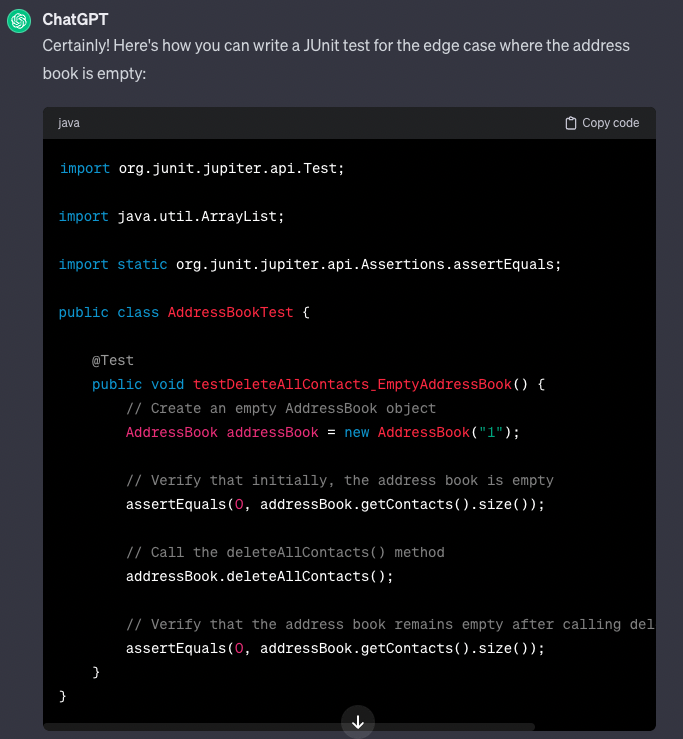 ChatGPT
Certainly! Here's how you can write a JUnit test for the edge case where the address
book is empty:
java
Copy code
import org.junit.jupiter.api.Test;
import java.util.ArrayList;
import static org.junit.jupiter.api.Assertions.assertEquals;
public class AddressBookTest {
@Test
public void testDeleteAllContacts_EmptyAddressBook() {
// Create an empty AddressBook object
AddressBook addressBook = new AddressBook("1");
// Verify that initially, the address book is empty
assertEquals(0, addressBook.getContacts().size());
// Call the deleteAllContacts() method
addressBook.deleteAllContacts();
// Verify that the address book remains empty after calling del
assertEquals(0, addressBook.getContacts().size());
}
}